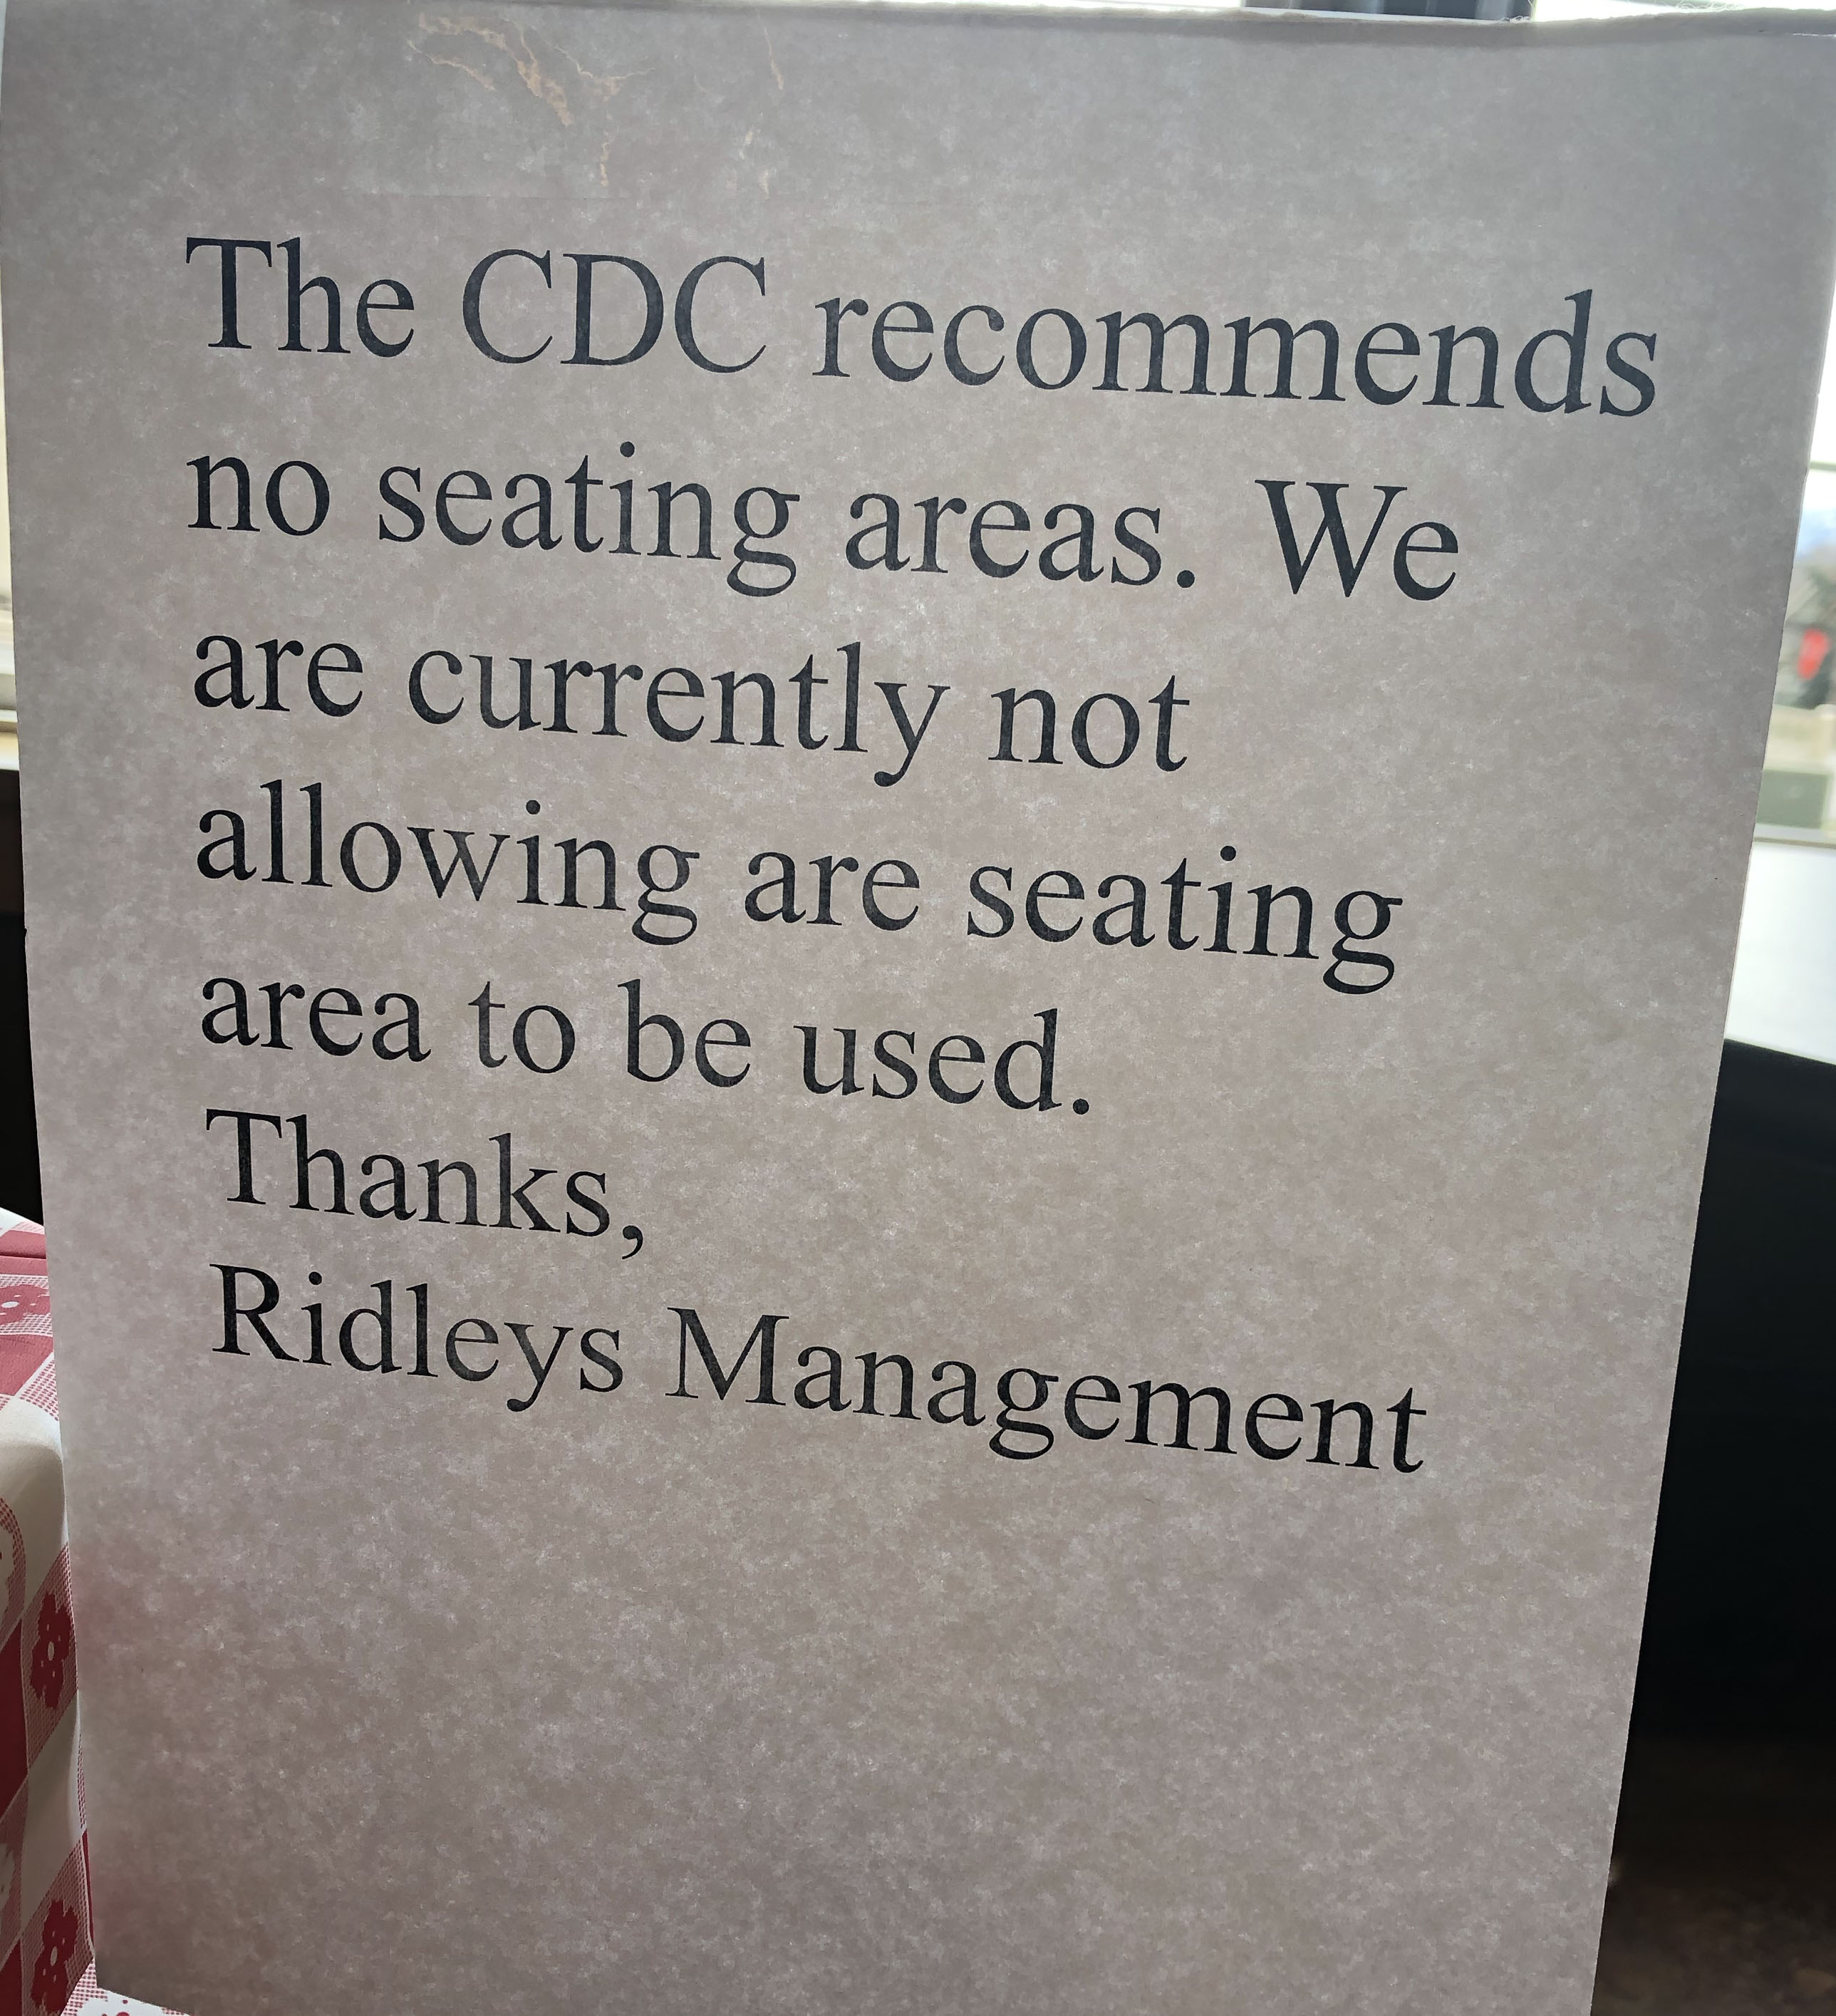 The CDC recommends
no seating areas.  We
are currently not
allowing are seating
area to be used.
Thanks,
Ridleys Management